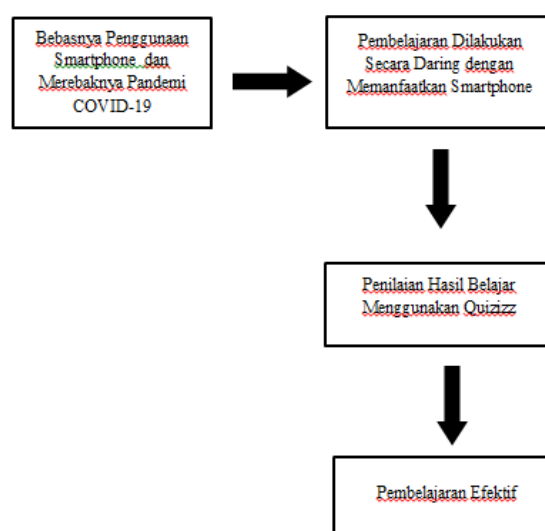 Bebasnya Penggunaan
Smartphone dan
Merebaknya Pandemi
COVID-19
Pembelajaran Dilakukan
Secara Daring dengan
Memanfaatkan Smartphone
Penilaian Hasil Belajar
Menggunakan Quizizz
Pembelajaran Efektif